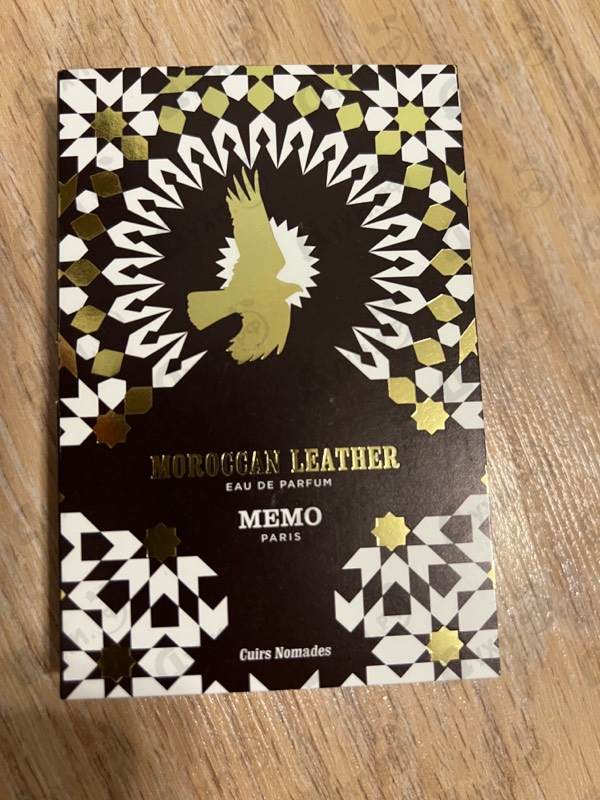 MOROCCAN LEATHER
EAU DE PARFUM
MEMO
PARIS
Cuirs Nomades